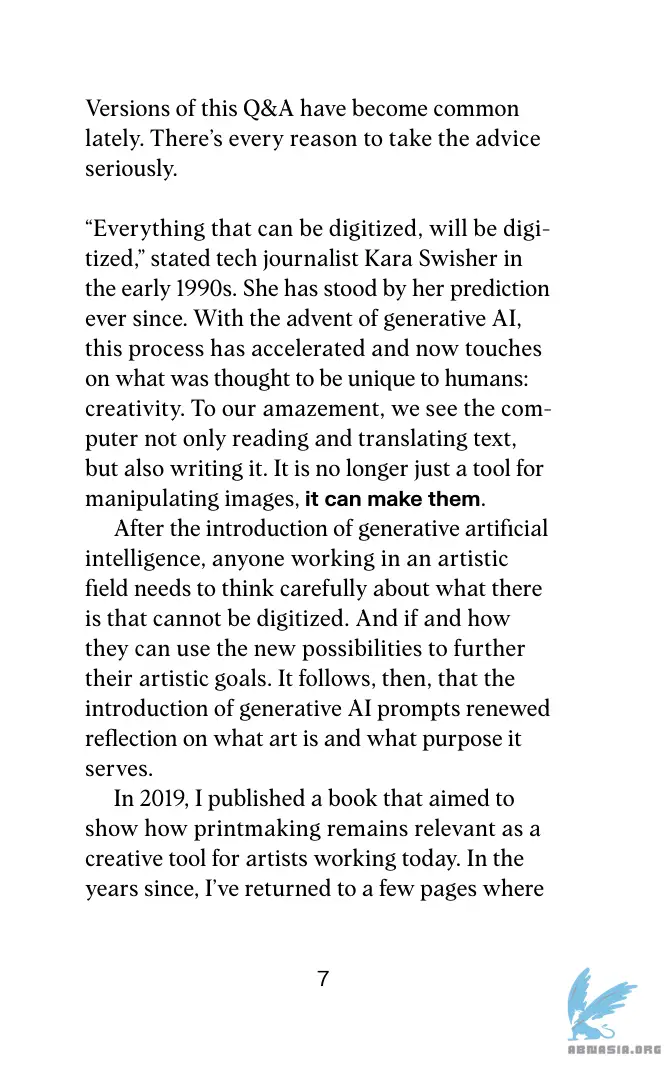 Versions of this Q&A have become common
lately. There’s every reason to take the advice
seriously.
“Everything that can be digitized, will be digi-
tized,” stated tech journalist Kara Swisher in
the early 1990s. She has stood by her prediction
ever since. With the advent of generative AI,
this process has accelerated and now touches
on what was thought to be unique to humans:
creativity. To our amazement, we see the com-
puter not only reading and translating text,
but also writing it. It is no longer just a tool for
manipulating images, it can make them.
After the introduction of generative artificial
intelligence, anyone working in an artistic
field needs to think carefully about what there
is that cannot be digitized. And if and how
they can use the new possibilities to further
their artistic goals. It follows, then, that the
introduction of generative AI prompts renewed
reflection on what art is and what purpose it
serves.
In 2019, I published a book that aimed to
show how printmaking remains relevant as a
creative tool for artists working today. In the
years since, I’ve returned to a few pages where
7
ABNASIA.ORG